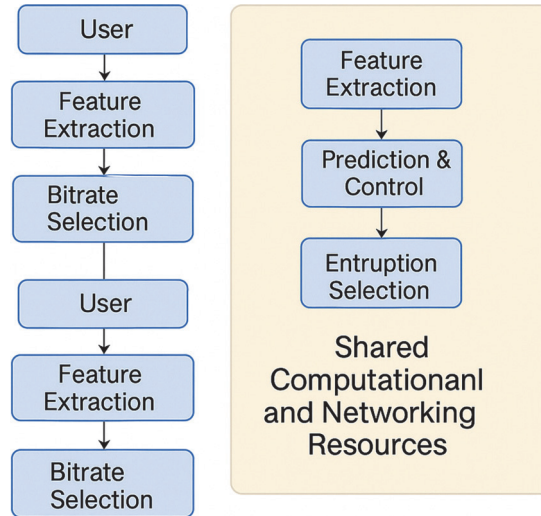 User
Feature
Extraction
Bitrate
Selection
User
Feature
Extraction
Bitrate
Selection
Feature
Extraction
Prediction &
Control
Entruption
Selection
Shared
Computationanl
and Networking
Resources